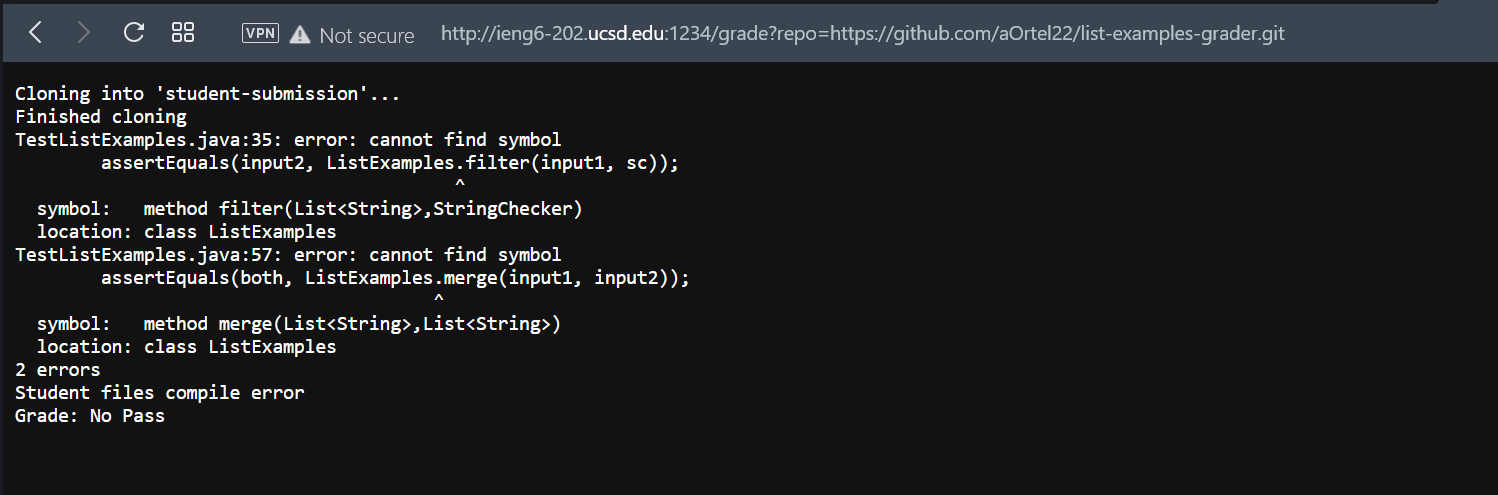 VPN Not secure http://ieng6-202.ucsd.edu:1234/grade?repo=https://github.com/aOrtel22/list-examples-grader.git
Cloning into 'student-submission'...
Finished cloning
TestListExamples.java:35: error: cannot find symbol
        assertEquals(input2, ListExamples.filter(input1, sc));
                                         ^
  symbol:   method filter(List<String>,StringChecker)
  location: class ListExamples
TestListExamples.java:57: error: cannot find symbol
        assertEquals(both, ListExamples.merge(input1, input2));
                                       ^
  symbol:   method merge(List<String>,List<String>)
  location: class ListExamples
2 errors
Student files compile error
Grade: No Pass